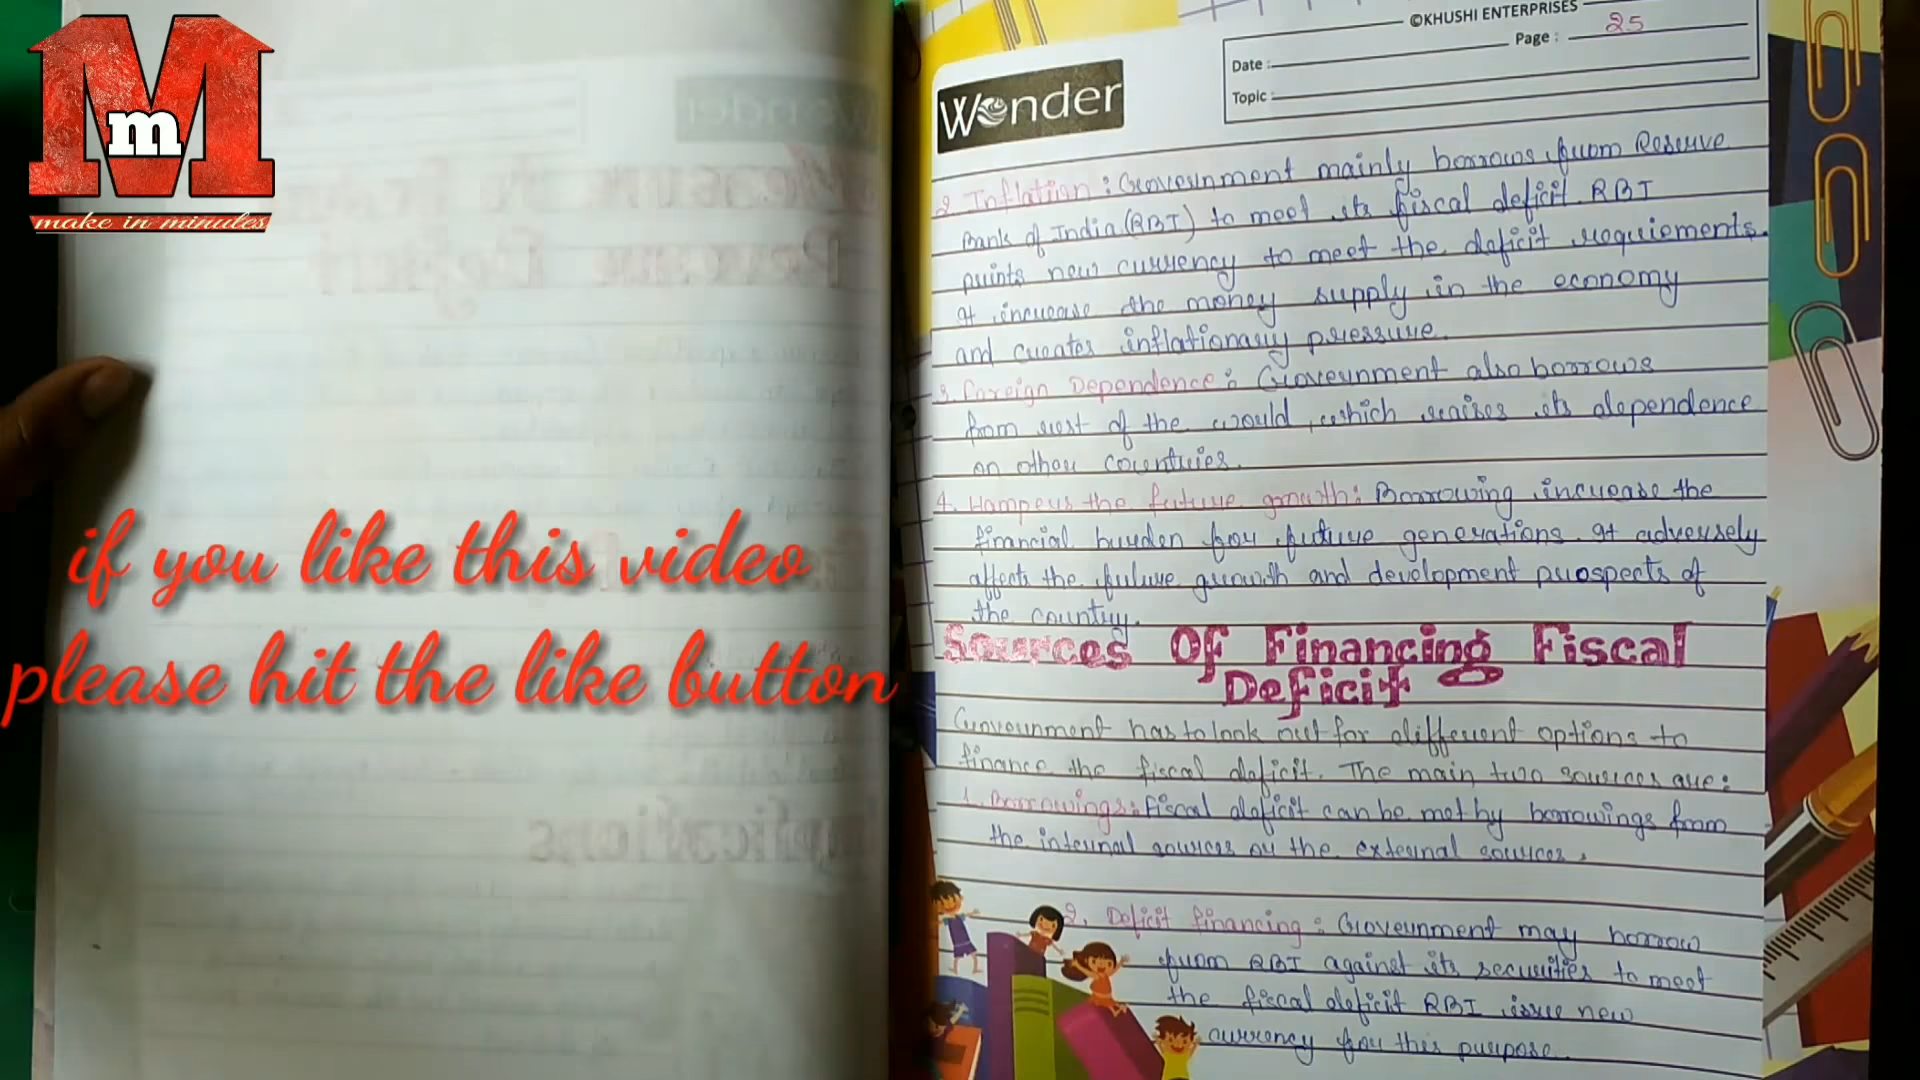 M
m
make in minutes
if you like this video
please hit the like button
©KHUSHI ENTERPRISES
Page : 25
Date :
Topic :
Wonder
2. Inflation : Government mainly borrows from Reserve
Bank of India (RBI) to meet its fiscal deficit. RBI
prints new currency to meet the deficit requiements.
It increase the money supply in the economy
and creates inflationary pressure.
3. Foreign Dependence : Government also borrows
from rest of the would, which raises its dependence
on other countries.
4. Hampers the future growth : Borrowing increase the
financial burden for future generations. It adversely
affects the future growth and development prospects of
the country.
Sources Of Financing Fiscal
Deficit
Government has to look out for different options to
finance the fiscal deficit. The main two sources are :
1. Borrowings : Fiscal deficit can be met by borrowings from
the internal sources or the external sources.
2. Deficit financing : Government may borrow
from RBI against its securities to meet
the fiscal deficit RBI issue new
currency for this purpose.